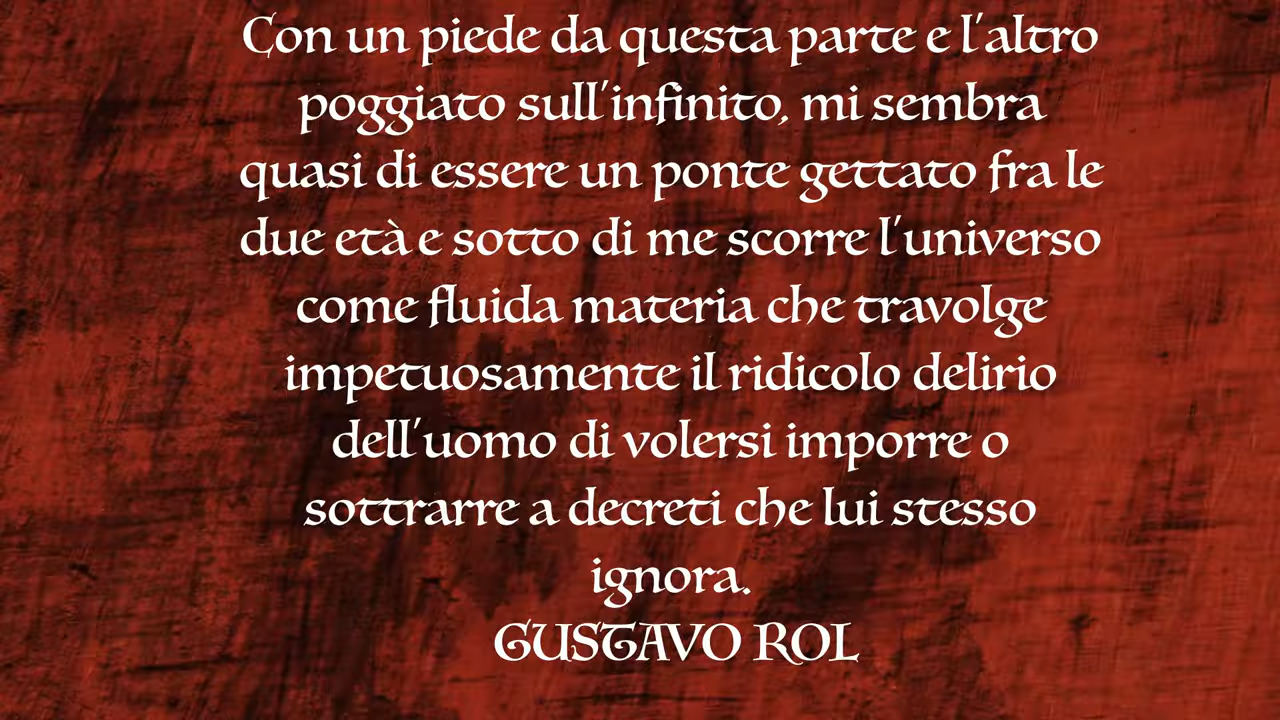 Con un piede da questa parte e l'altro
poggiato sull'infinito, mi sembra
quasi di essere un ponte gettato fra le
due età e sotto di me scorre l'universo
come fluida materia che travolge
impetuosamente il ridicolo delirio
dell'uomo di volersi imporre o
sottrarre a decreti che lui stesso
ignora.
GUSTAVO ROL